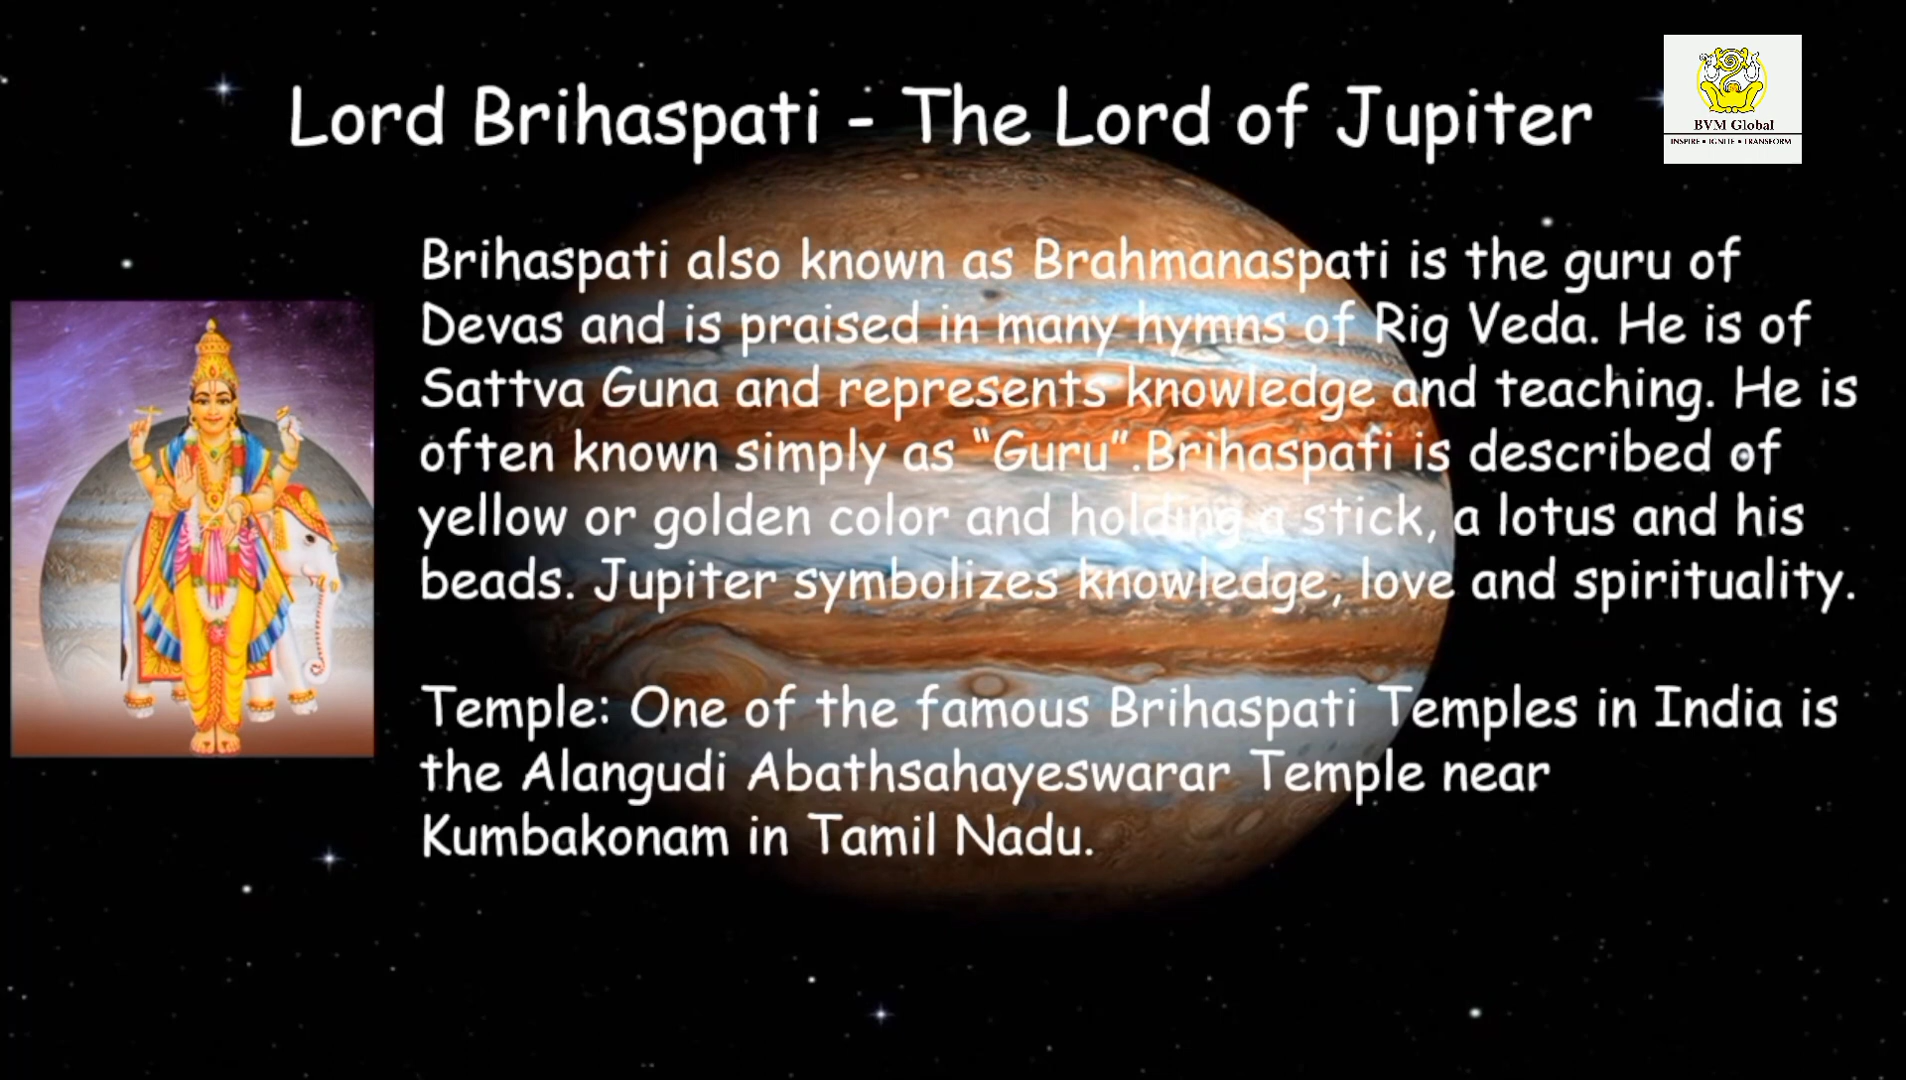 Lord Brihaspati - The Lord of Jupiter
BVM Global
INSPIRE • IGNITE • TRANSFORM
Brihaspati also known as Brahmanaspati is the guru of
Devas and is praised in many hymns of Rig Veda. He is of
Sattva Guna and represents knowledge and teaching. He is
often known simply as “Guru”.Brihaspati is described of
yellow or golden color and holding a stick, a lotus and his
beads. Jupiter symbolizes knowledge, love and spirituality.
Temple: One of the famous Brihaspati Temples in India is
the Alangudi Abathsahayeswarar Temple near
Kumbakonam in Tamil Nadu.